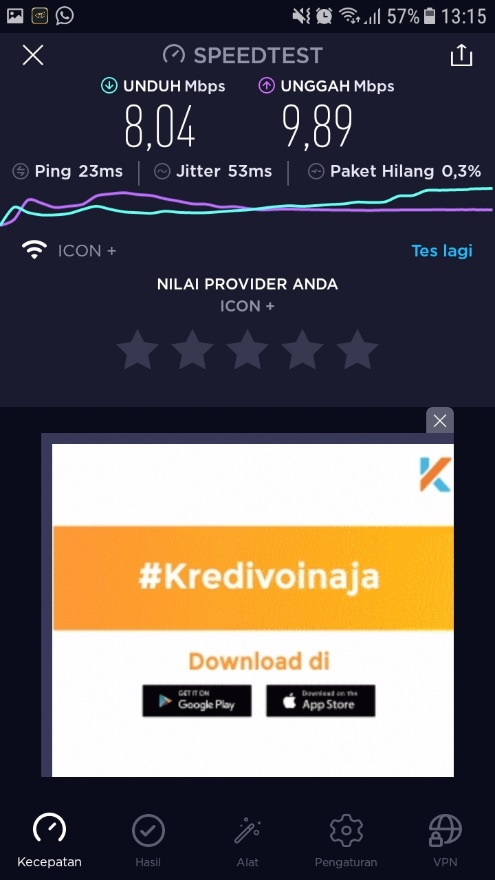 57% 13:15
SPEEDTEST
UNDUH Mbps UNGGAH Mbps
8,04 9,89
Ping 23ms Jitter 53ms Paket Hilang 0,3%
ICON + Tes lagi
NILAI PROVIDER ANDA
ICON +
#Kredivoinaja
Download di
GET IT ON
Google Play
Download on the
App Store
Kecepatan Hasil Alat Pengaturan VPN